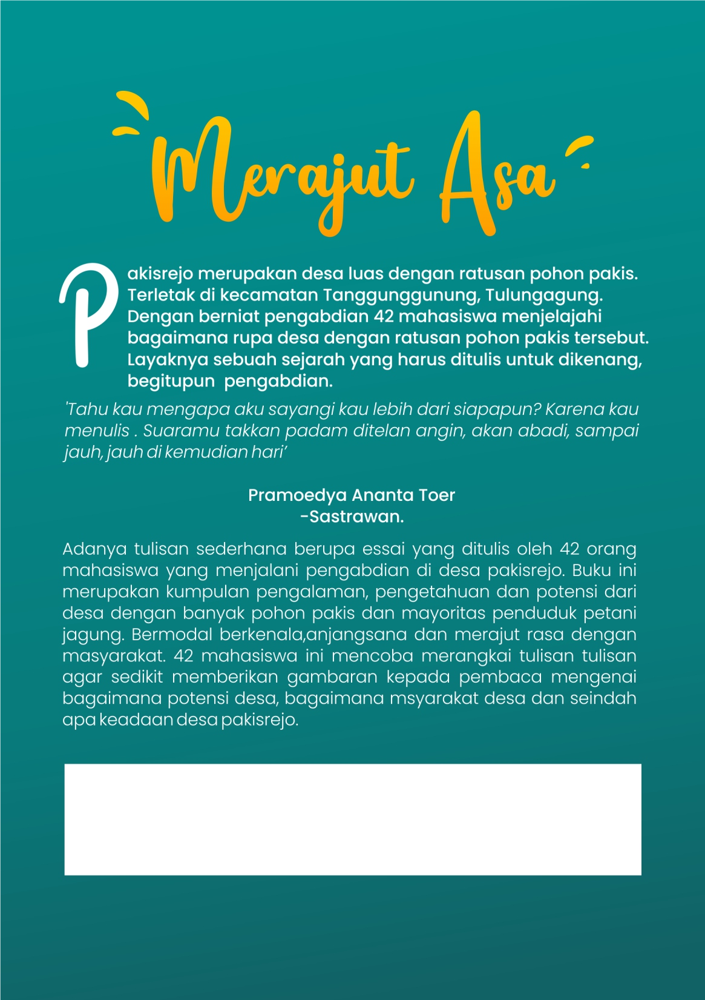 Merajut Asa
Pakisrejo merupakan desa luas dengan ratusan pohon pakis.
Terletak di kecamatan Tanggunggunung, Tulungagung.
Dengan berniat pengabdian 42 mahasiswa menjelajahi
bagaimana rupa desa dengan ratusan pohon pakis tersebut.
Layaknya sebuah sejarah yang harus ditulis untuk dikenang,
begitupun  pengabdian.
'Tahu kau mengapa aku sayangi kau lebih dari siapapun? Karena kau
menulis . Suaramu takkan padam ditelan angin, akan abadi, sampai
jauh, jauh di kemudian hari’
Pramoedya Ananta Toer
-Sastrawan.
Adanya tulisan sederhana berupa essai yang ditulis oleh 42 orang
mahasiswa yang menjalani pengabdian di desa pakisrejo. Buku ini
merupakan kumpulan pengalaman, pengetahuan dan potensi dari
desa dengan banyak pohon pakis dan mayoritas penduduk petani
jagung. Bermodal berkenala,anjangsana dan merajut rasa dengan
masyarakat. 42 mahasiswa ini mencoba merangkai tulisan tulisan
agar sedikit memberikan gambaran kepada pembaca mengenai
bagaimana potensi desa, bagaimana msyarakat desa dan seindah
apa keadaan desa pakisrejo.